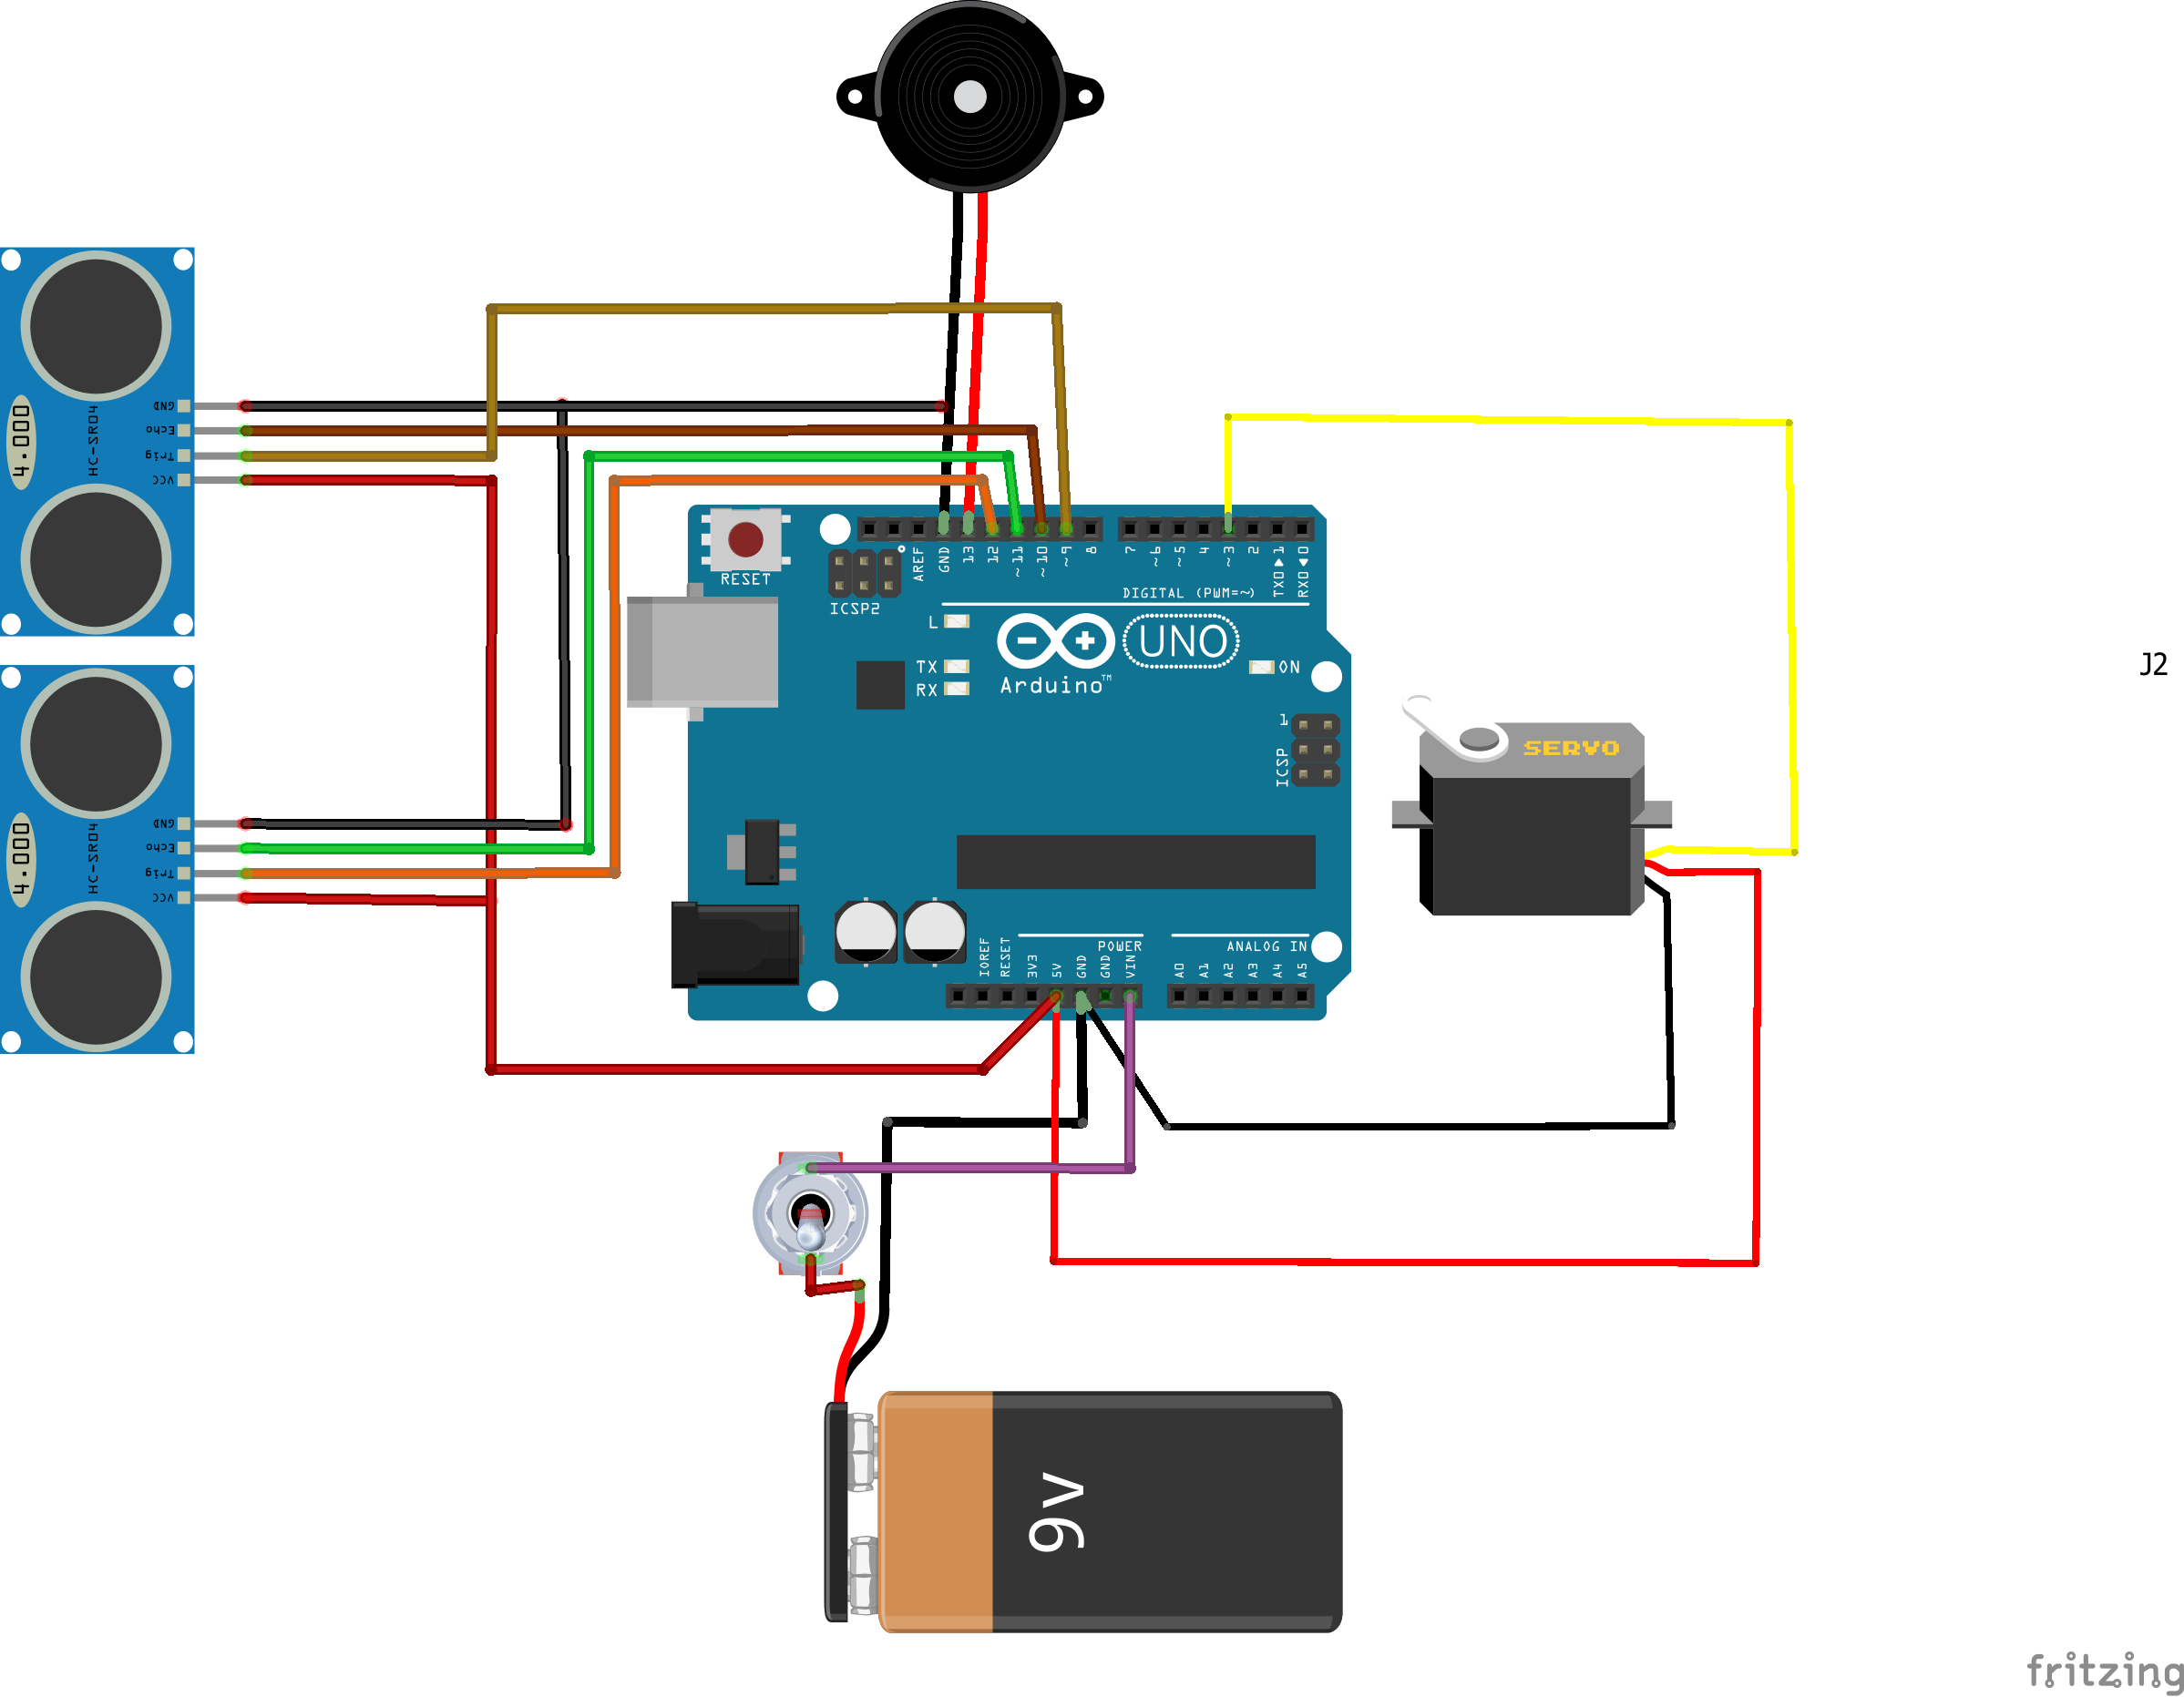 4.000
HC-SR04
GND
Echo
Trig
VCC
4.000
HC-SR04
GND
Echo
Trig
VCC
RESET
ICSP2
AREF
GND
13
12
~11
~10
~9
8
7
~6
~5
4
~3
2
TX0▶1
RX0◀0
DIGITAL (PWM=~)
L
TX
RX
UNO
ON
Arduino™
1
ICSP
SERVO
J2
POWER
ANALOG IN
IOREF
RESET
3V3
5V
GND
GND
VIN
A0
A1
A2
A3
A4
A5
9v
fritzing